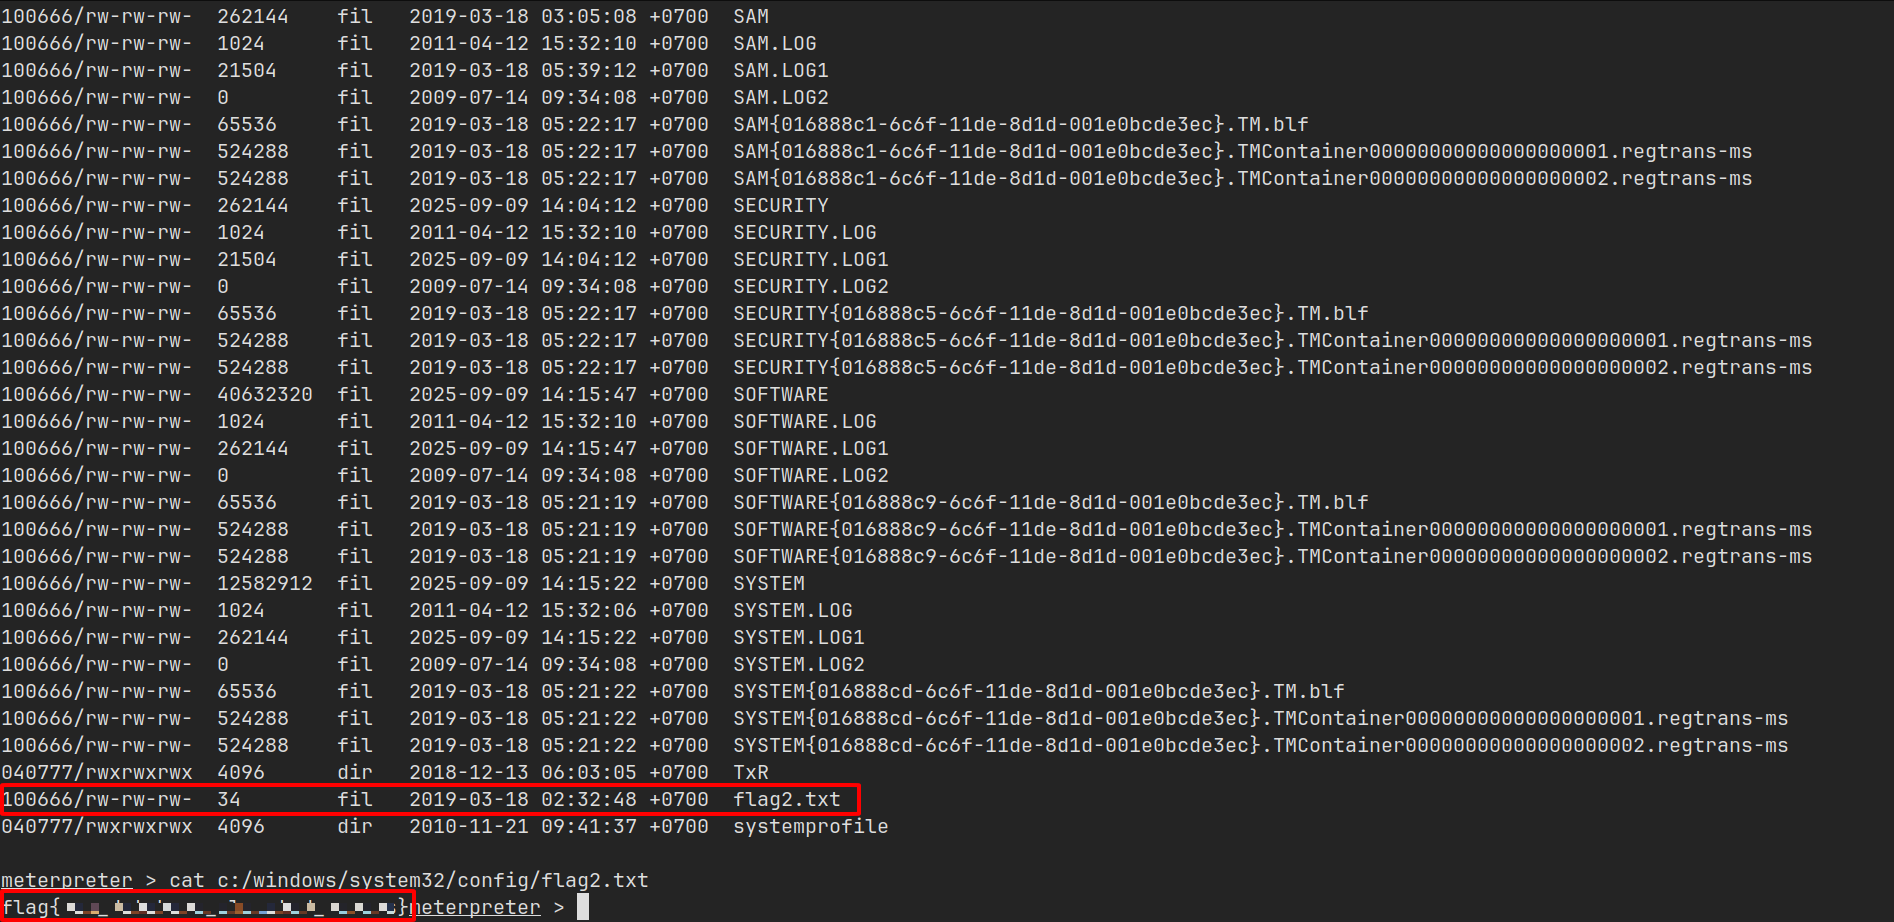 100666/rw-rw-rw-  262144    fil   2019-03-18 03:05:08 +0700  SAM
100666/rw-rw-rw-  1024      fil   2011-04-12 15:32:10 +0700  SAM.LOG
100666/rw-rw-rw-  21504     fil   2019-03-18 05:39:12 +0700  SAM.LOG1
100666/rw-rw-rw-  0         fil   2009-07-14 09:34:08 +0700  SAM.LOG2
100666/rw-rw-rw-  65536     fil   2019-03-18 05:22:17 +0700  SAM{016888c1-6c6f-11de-8d1d-001e0bcde3ec}.TM.blf
100666/rw-rw-rw-  524288    fil   2019-03-18 05:22:17 +0700  SAM{016888c1-6c6f-11de-8d1d-001e0bcde3ec}.TMContainer00000000000000000001.regtrans-ms
100666/rw-rw-rw-  524288    fil   2019-03-18 05:22:17 +0700  SAM{016888c1-6c6f-11de-8d1d-001e0bcde3ec}.TMContainer00000000000000000002.regtrans-ms
100666/rw-rw-rw-  262144    fil   2025-09-09 14:04:12 +0700  SECURITY
100666/rw-rw-rw-  1024      fil   2011-04-12 15:32:10 +0700  SECURITY.LOG
100666/rw-rw-rw-  21504     fil   2025-09-09 14:04:12 +0700  SECURITY.LOG1
100666/rw-rw-rw-  0         fil   2009-07-14 09:34:08 +0700  SECURITY.LOG2
100666/rw-rw-rw-  65536     fil   2019-03-18 05:22:17 +0700  SECURITY{016888c5-6c6f-11de-8d1d-001e0bcde3ec}.TM.blf
100666/rw-rw-rw-  524288    fil   2019-03-18 05:22:17 +0700  SECURITY{016888c5-6c6f-11de-8d1d-001e0bcde3ec}.TMContainer00000000000000000001.regtrans-ms
100666/rw-rw-rw-  524288    fil   2019-03-18 05:22:17 +0700  SECURITY{016888c5-6c6f-11de-8d1d-001e0bcde3ec}.TMContainer00000000000000000002.regtrans-ms
100666/rw-rw-rw-  40632320  fil   2025-09-09 14:15:47 +0700  SOFTWARE
100666/rw-rw-rw-  1024      fil   2011-04-12 15:32:10 +0700  SOFTWARE.LOG
100666/rw-rw-rw-  262144    fil   2025-09-09 14:15:47 +0700  SOFTWARE.LOG1
100666/rw-rw-rw-  0         fil   2009-07-14 09:34:08 +0700  SOFTWARE.LOG2
100666/rw-rw-rw-  65536     fil   2019-03-18 05:21:19 +0700  SOFTWARE{016888c9-6c6f-11de-8d1d-001e0bcde3ec}.TM.blf
100666/rw-rw-rw-  524288    fil   2019-03-18 05:21:19 +0700  SOFTWARE{016888c9-6c6f-11de-8d1d-001e0bcde3ec}.TMContainer00000000000000000001.regtrans-ms
100666/rw-rw-rw-  524288    fil   2019-03-18 05:21:19 +0700  SOFTWARE{016888c9-6c6f-11de-8d1d-001e0bcde3ec}.TMContainer00000000000000000002.regtrans-ms
100666/rw-rw-rw-  12582912  fil   2025-09-09 14:15:22 +0700  SYSTEM
100666/rw-rw-rw-  1024      fil   2011-04-12 15:32:06 +0700  SYSTEM.LOG
100666/rw-rw-rw-  262144    fil   2025-09-09 14:15:22 +0700  SYSTEM.LOG1
100666/rw-rw-rw-  0         fil   2009-07-14 09:34:08 +0700  SYSTEM.LOG2
100666/rw-rw-rw-  65536     fil   2019-03-18 05:21:22 +0700  SYSTEM{016888cd-6c6f-11de-8d1d-001e0bcde3ec}.TM.blf
100666/rw-rw-rw-  524288    fil   2019-03-18 05:21:22 +0700  SYSTEM{016888cd-6c6f-11de-8d1d-001e0bcde3ec}.TMContainer00000000000000000001.regtrans-ms
100666/rw-rw-rw-  524288    fil   2019-03-18 05:21:22 +0700  SYSTEM{016888cd-6c6f-11de-8d1d-001e0bcde3ec}.TMContainer00000000000000000002.regtrans-ms
040777/rwxrwxrwx  4096      dir   2018-12-13 06:03:05 +0700  TxR
100666/rw-rw-rw-  34        fil   2019-03-18 02:32:48 +0700  flag2.txt
040777/rwxrwxrwx  4096      dir   2010-11-21 09:41:37 +0700  systemprofile
meterpreter > cat c:/windows/system32/config/flag2.txt
flag{ }meterpreter >